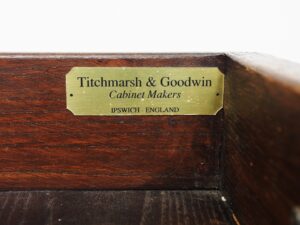 Titchmarsh & Goodwin
Cabinet Makers
IPSWICH ENGLAND